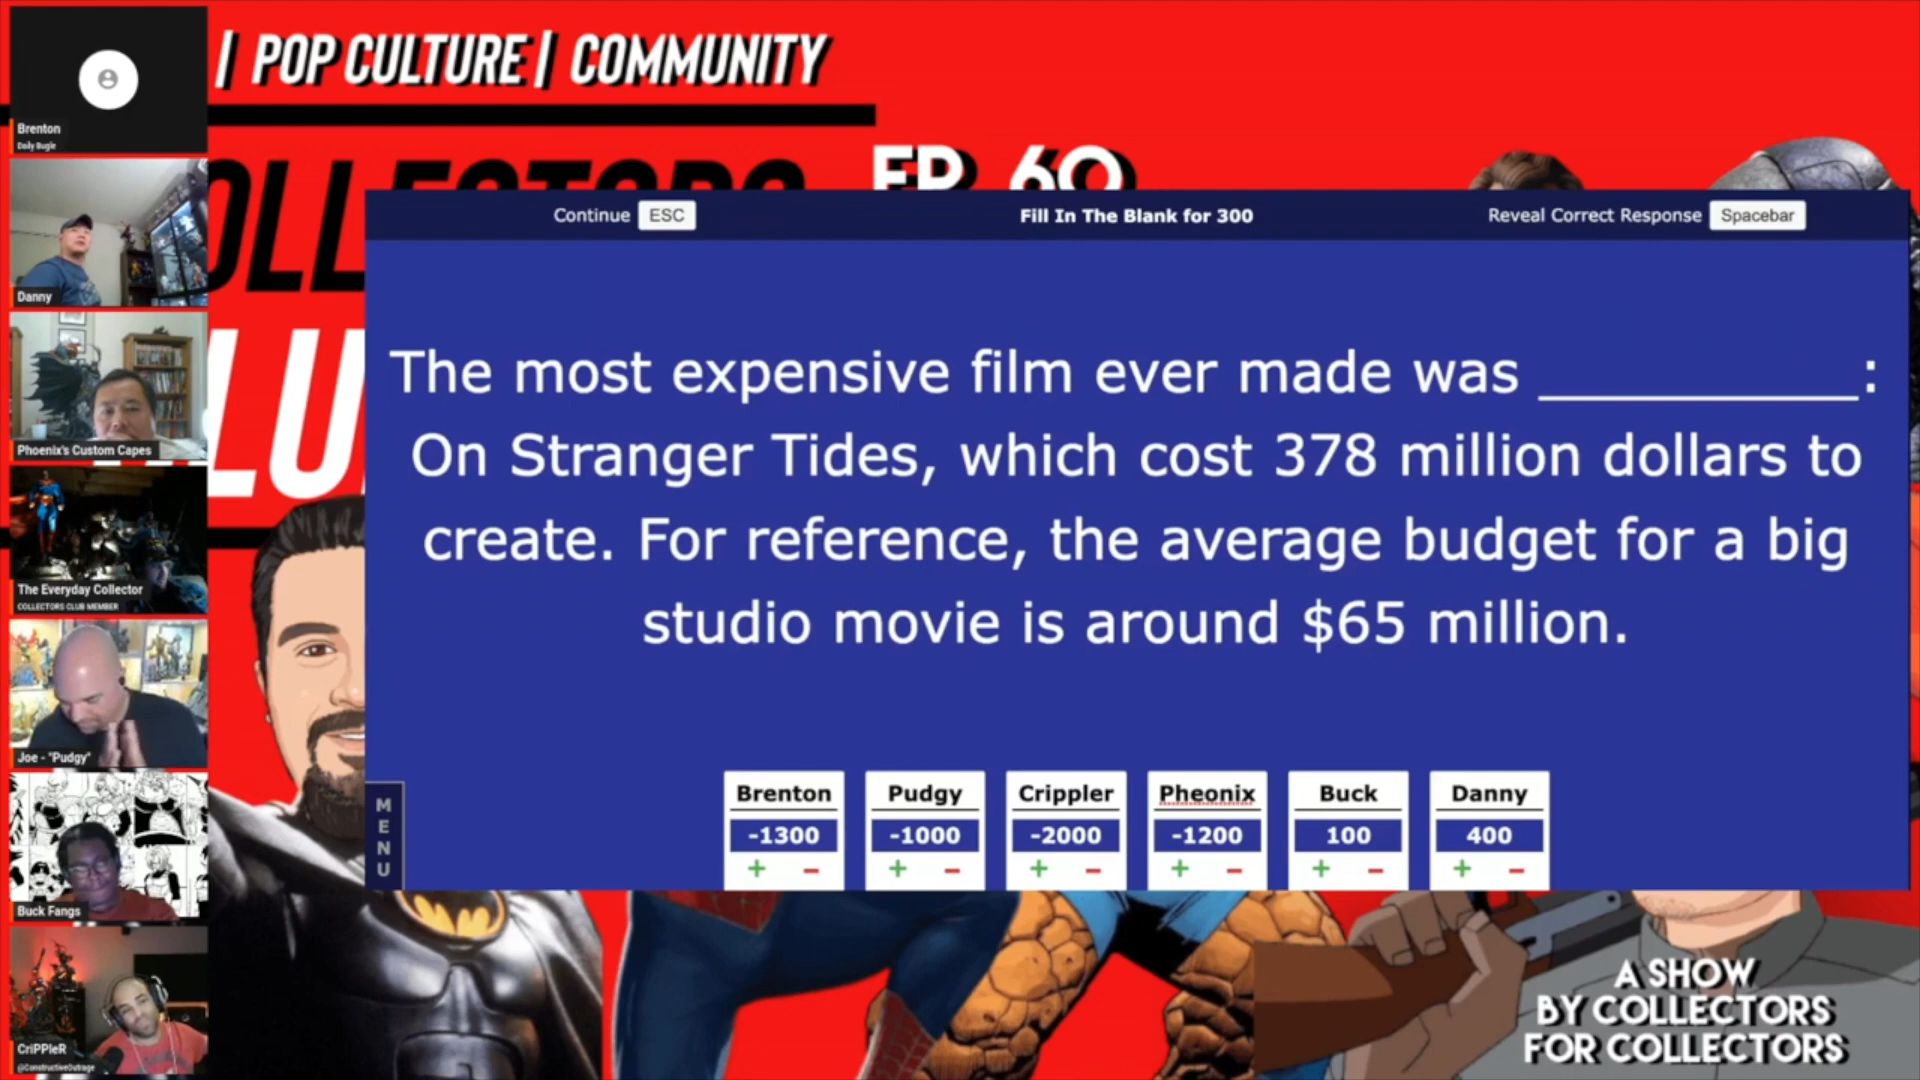 | POP CULTURE | COMMUNITY
EP. 60
Brenton
Daily Bugle
Danny
Phoenix's Custom Capes
The Everyday Collector
COLLECTORS CLUB MEMBER
Joe - "Pudgy"
Buck Fangs
CriPPleR
@ConstructiveOutrage
Continue ESC
Fill In The Blank for 300
Reveal Correct Response Spacebar
The most expensive film ever made was __________:
On Stranger Tides, which cost 378 million dollars to
create. For reference, the average budget for a big
studio movie is around $65 million.
MENU
Brenton Pudgy Crippler Pheonix Buck Danny
-1300 -1000 -2000 -1200 100 400
+ − + − + − + − + − + −
A SHOW
BY COLLECTORS
FOR COLLECTORS